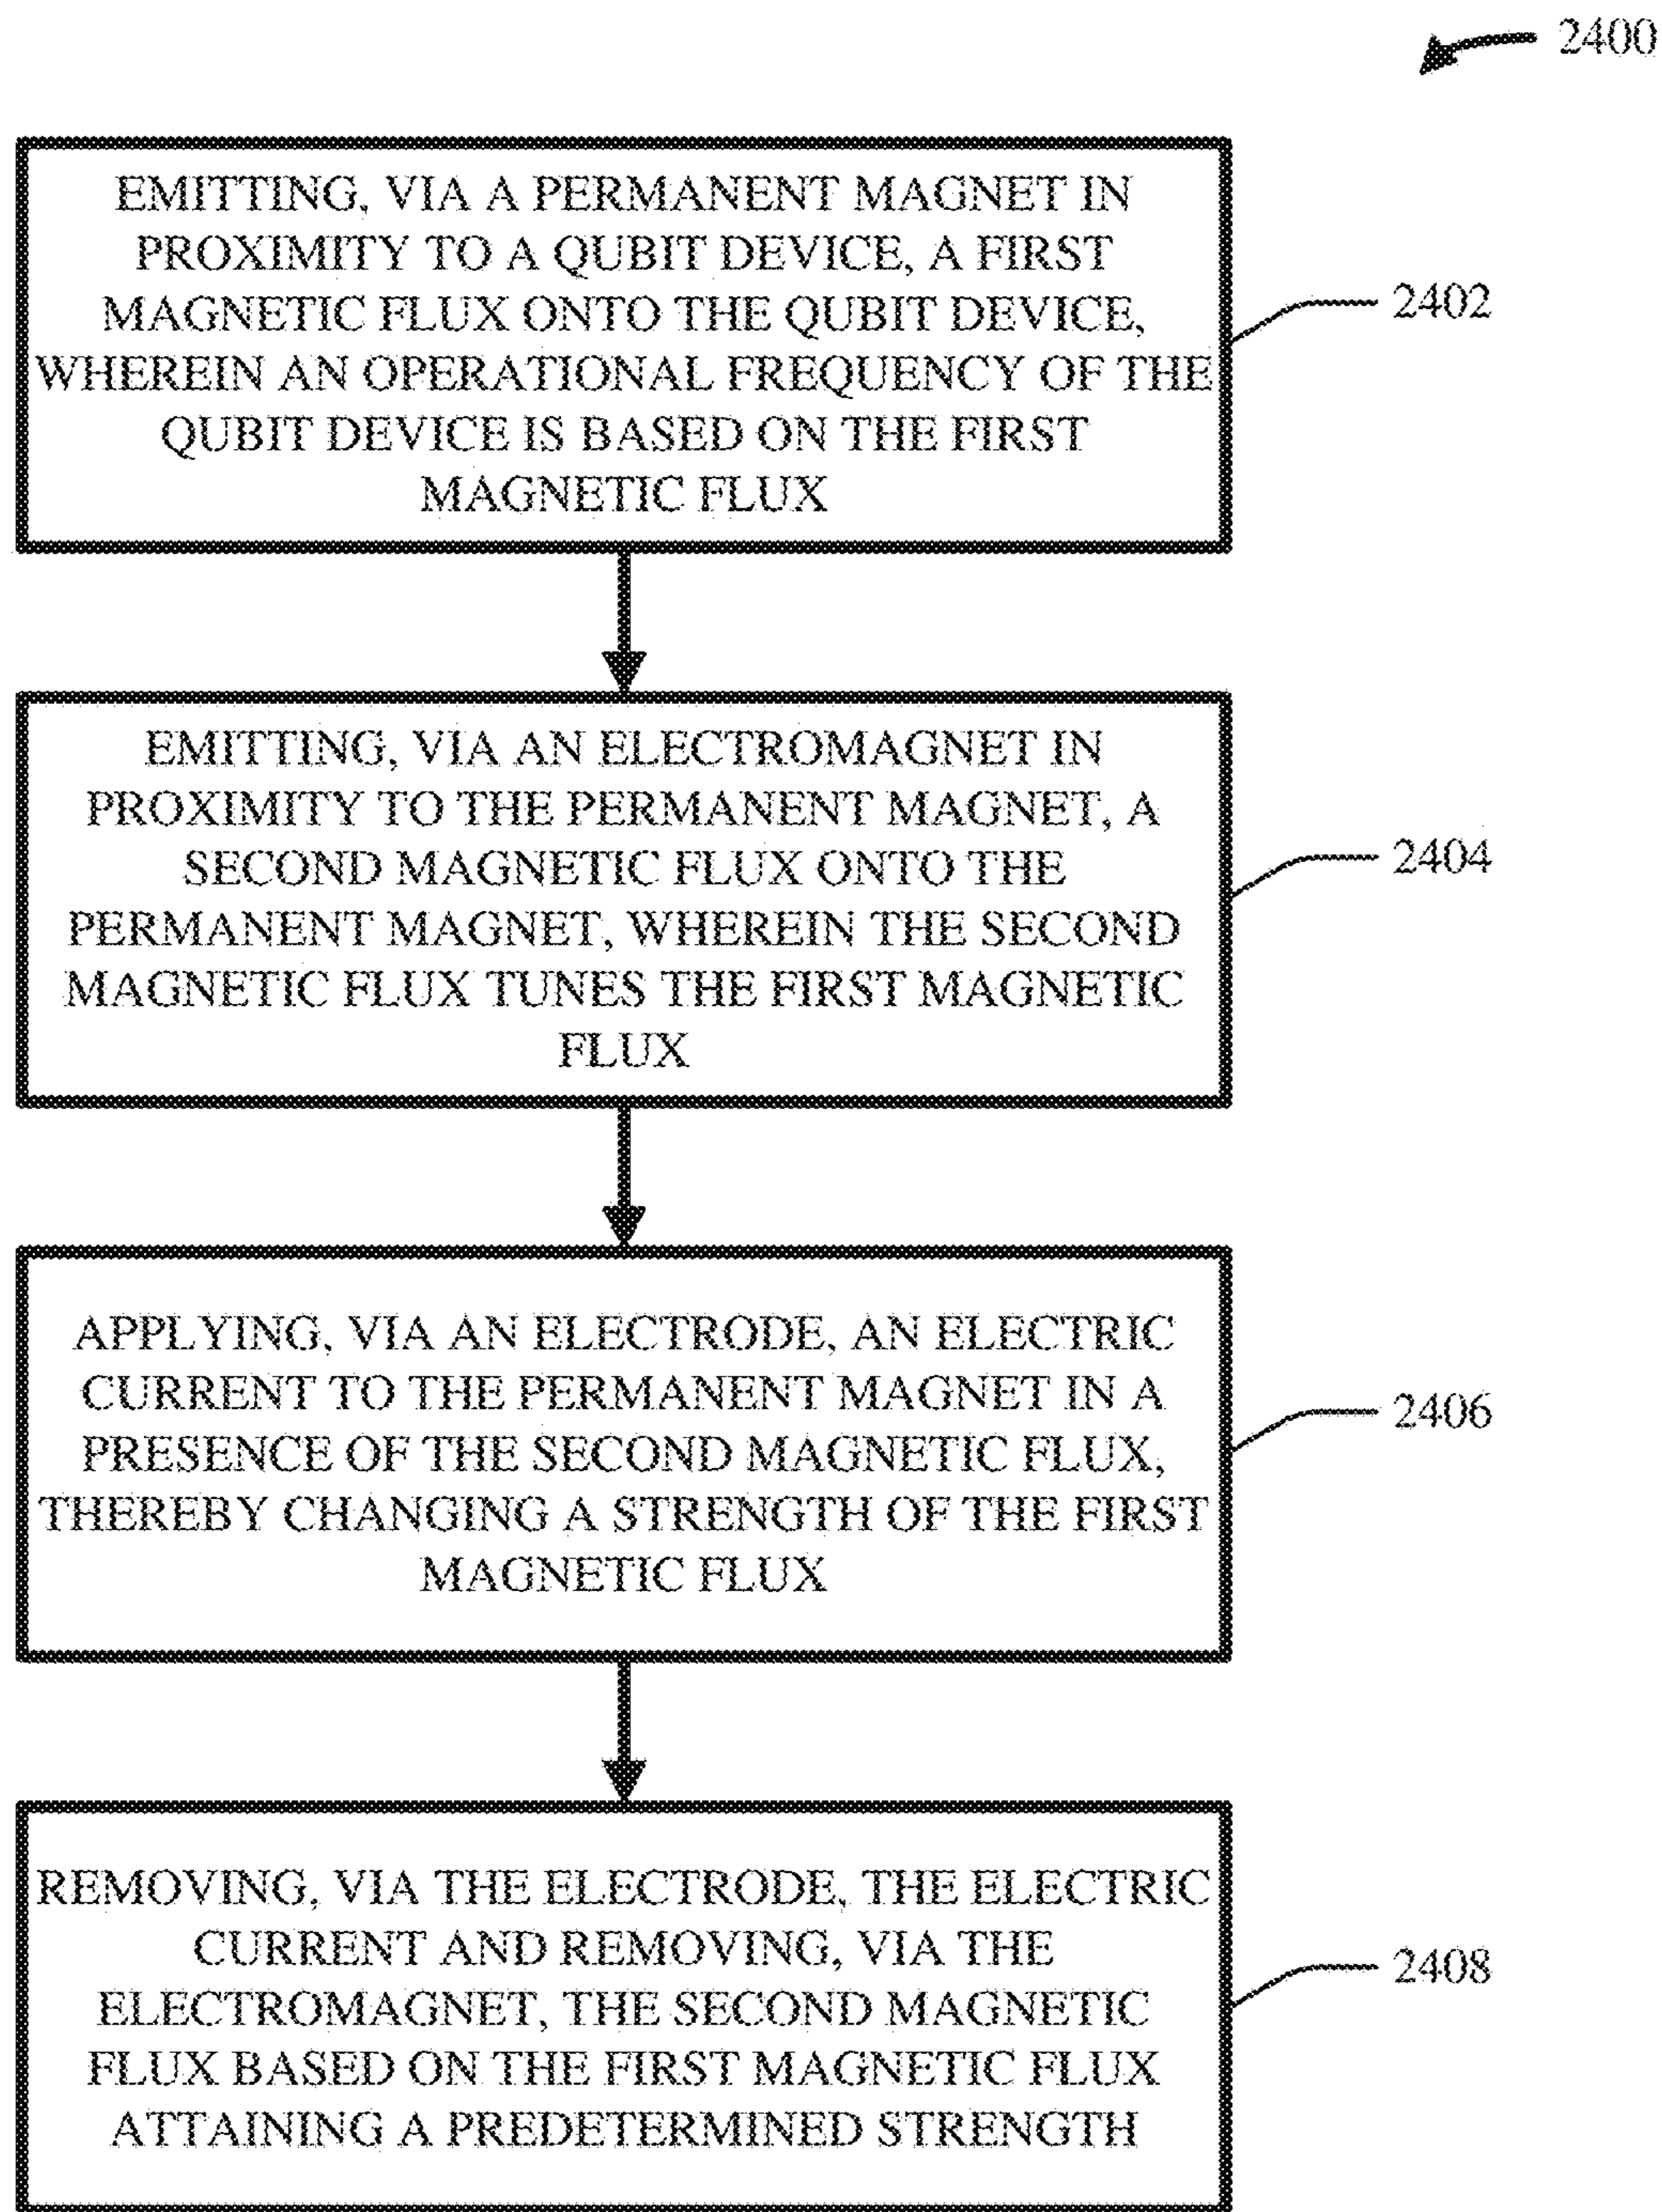 2400
EMITTING, VIA A PERMANENT MAGNET IN
PROXIMITY TO A QUBIT DEVICE, A FIRST
MAGNETIC FLUX ONTO THE QUBIT DEVICE,
WHEREIN AN OPERATIONAL FREQUENCY OF THE
QUBIT DEVICE IS BASED ON THE FIRST
MAGNETIC FLUX
2402
EMITTING, VIA AN ELECTROMAGNET IN
PROXIMITY TO THE PERMANENT MAGNET, A
SECOND MAGNETIC FLUX ONTO THE
PERMANENT MAGNET, WHEREIN THE SECOND
MAGNETIC FLUX TUNES THE FIRST MAGNETIC
FLUX
2404
APPLYING, VIA AN ELECTRODE, AN ELECTRIC
CURRENT TO THE PERMANENT MAGNET IN A
PRESENCE OF THE SECOND MAGNETIC FLUX,
THEREBY CHANGING A STRENGTH OF THE FIRST
MAGNETIC FLUX
2406
REMOVING, VIA THE ELECTRODE, THE ELECTRIC
CURRENT AND REMOVING, VIA THE
ELECTROMAGNET, THE SECOND MAGNETIC
FLUX BASED ON THE FIRST MAGNETIC FLUX
ATTAINING A PREDETERMINED STRENGTH
2408